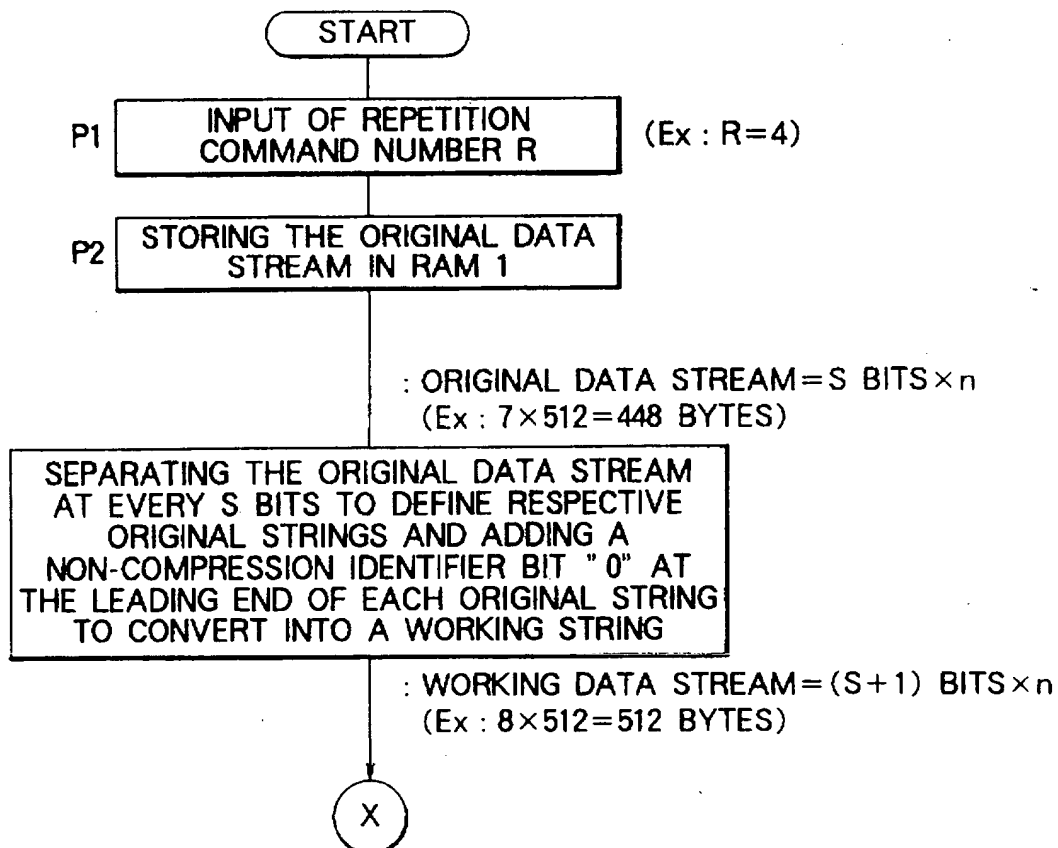 START
P1
INPUT OF REPETITION
COMMAND NUMBER R
(Ex : R=4)
P2
STORING THE ORIGINAL DATA
STREAM IN RAM 1
: ORIGINAL DATA STREAM=S BITS×n
(Ex : 7×512=448 BYTES)
SEPARATING THE ORIGINAL DATA STREAM
AT EVERY S BITS TO DEFINE RESPECTIVE
ORIGINAL STRINGS AND ADDING A
NON-COMPRESSION IDENTIFIER BIT "0" AT
THE LEADING END OF EACH ORIGINAL STRING
TO CONVERT INTO A WORKING STRING
: WORKING DATA STREAM=(S+1) BITS×n
(Ex : 8×512=512 BYTES)
X